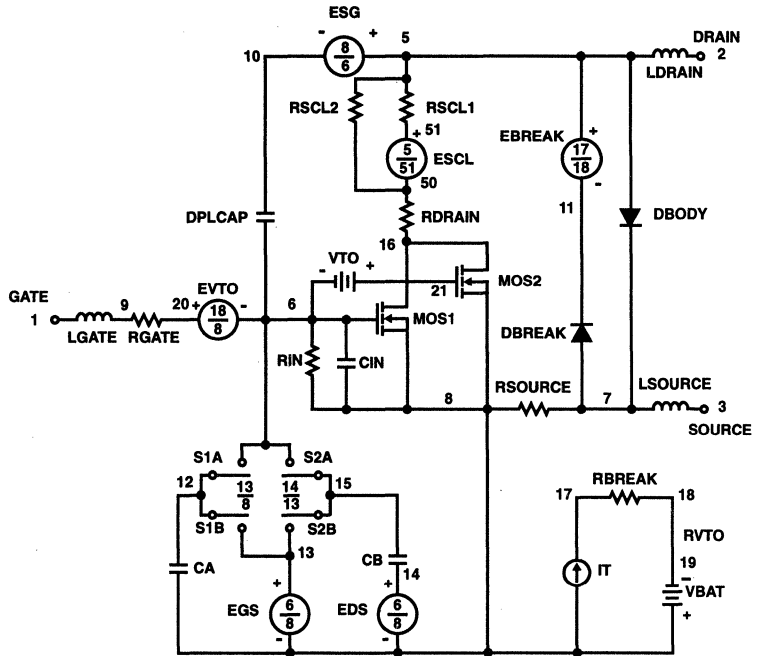 ESG
- 8 6 + 5
DRAIN
10
2
LDRAIN
RSCL2
RSCL1
+ 51
EBREAK
+
5 51
ESCL
17 18
50
-
RDRAIN
11
DPLCAP
DBODY
16
VTO
- +
EVTO
MOS2
GATE
9
20 + 18 8 -
6
21
1
MOS1
LGATE
RGATE
DBREAK
RIN
CIN
RSOURCE
LSOURCE
8
7
3
SOURCE
S1A
S2A
12
13 8
14 13
15
RBREAK
17
18
S1B
S2B
RVTO
13
CB
CA
14
IT
19
-
+
+
VBAT
EGS
6 8
EDS
6 8
+
-
-